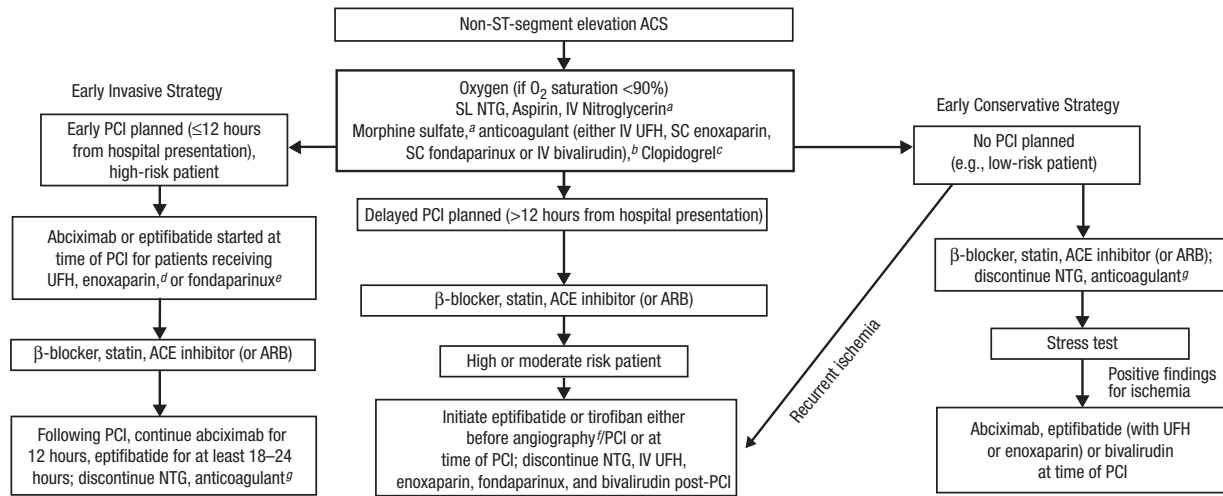 Non-ST-segment elevation ACS
Oxygen (if O2 saturation <90%)
SL NTG, Aspirin, IV Nitroglycerin^a
Morphine sulfate,^a anticoagulant (either IV UFH, SC enoxaparin,
SC fondaparinux or IV bivalirudin),^b Clopidogrel^c
Early Invasive Strategy
Early PCI planned (≤12 hours
from hospital presentation),
high-risk patient
Abciximab or eptifibatide started at
time of PCI for patients receiving
UFH, enoxaparin,^d or fondaparinux^e
β-blocker, statin, ACE inhibitor (or ARB)
Following PCI, continue abciximab for
12 hours, eptifibatide for at least 18–24
hours; discontinue NTG, anticoagulant^g
Delayed PCI planned (>12 hours from hospital presentation)
β-blocker, statin, ACE inhibitor (or ARB)
High or moderate risk patient
Initiate eptifibatide or tirofiban either
before angiography^f/PCI or at
time of PCI; discontinue NTG, IV UFH,
enoxaparin, fondaparinux, and bivalirudin post-PCI
Recurrent ischemia
Early Conservative Strategy
No PCI planned
(e.g., low-risk patient)
β-blocker, statin, ACE inhibitor (or ARB);
discontinue NTG, anticoagulant^g
Stress test
Positive findings
for ischemia
Abciximab, eptifibatide (with UFH
or enoxaparin) or bivalirudin
at time of PCI